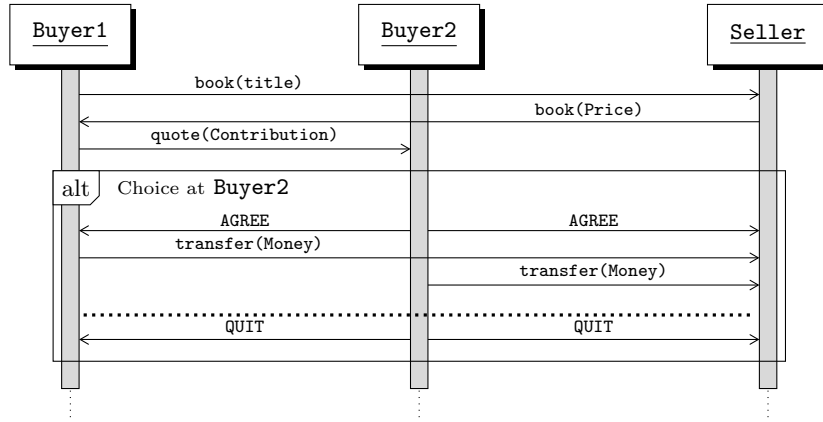 Buyer1 Buyer2 Seller
book(title)
book(Price)
quote(Contribution)
alt Choice at Buyer2
AGREE AGREE
transfer(Money)
transfer(Money)
QUIT QUIT